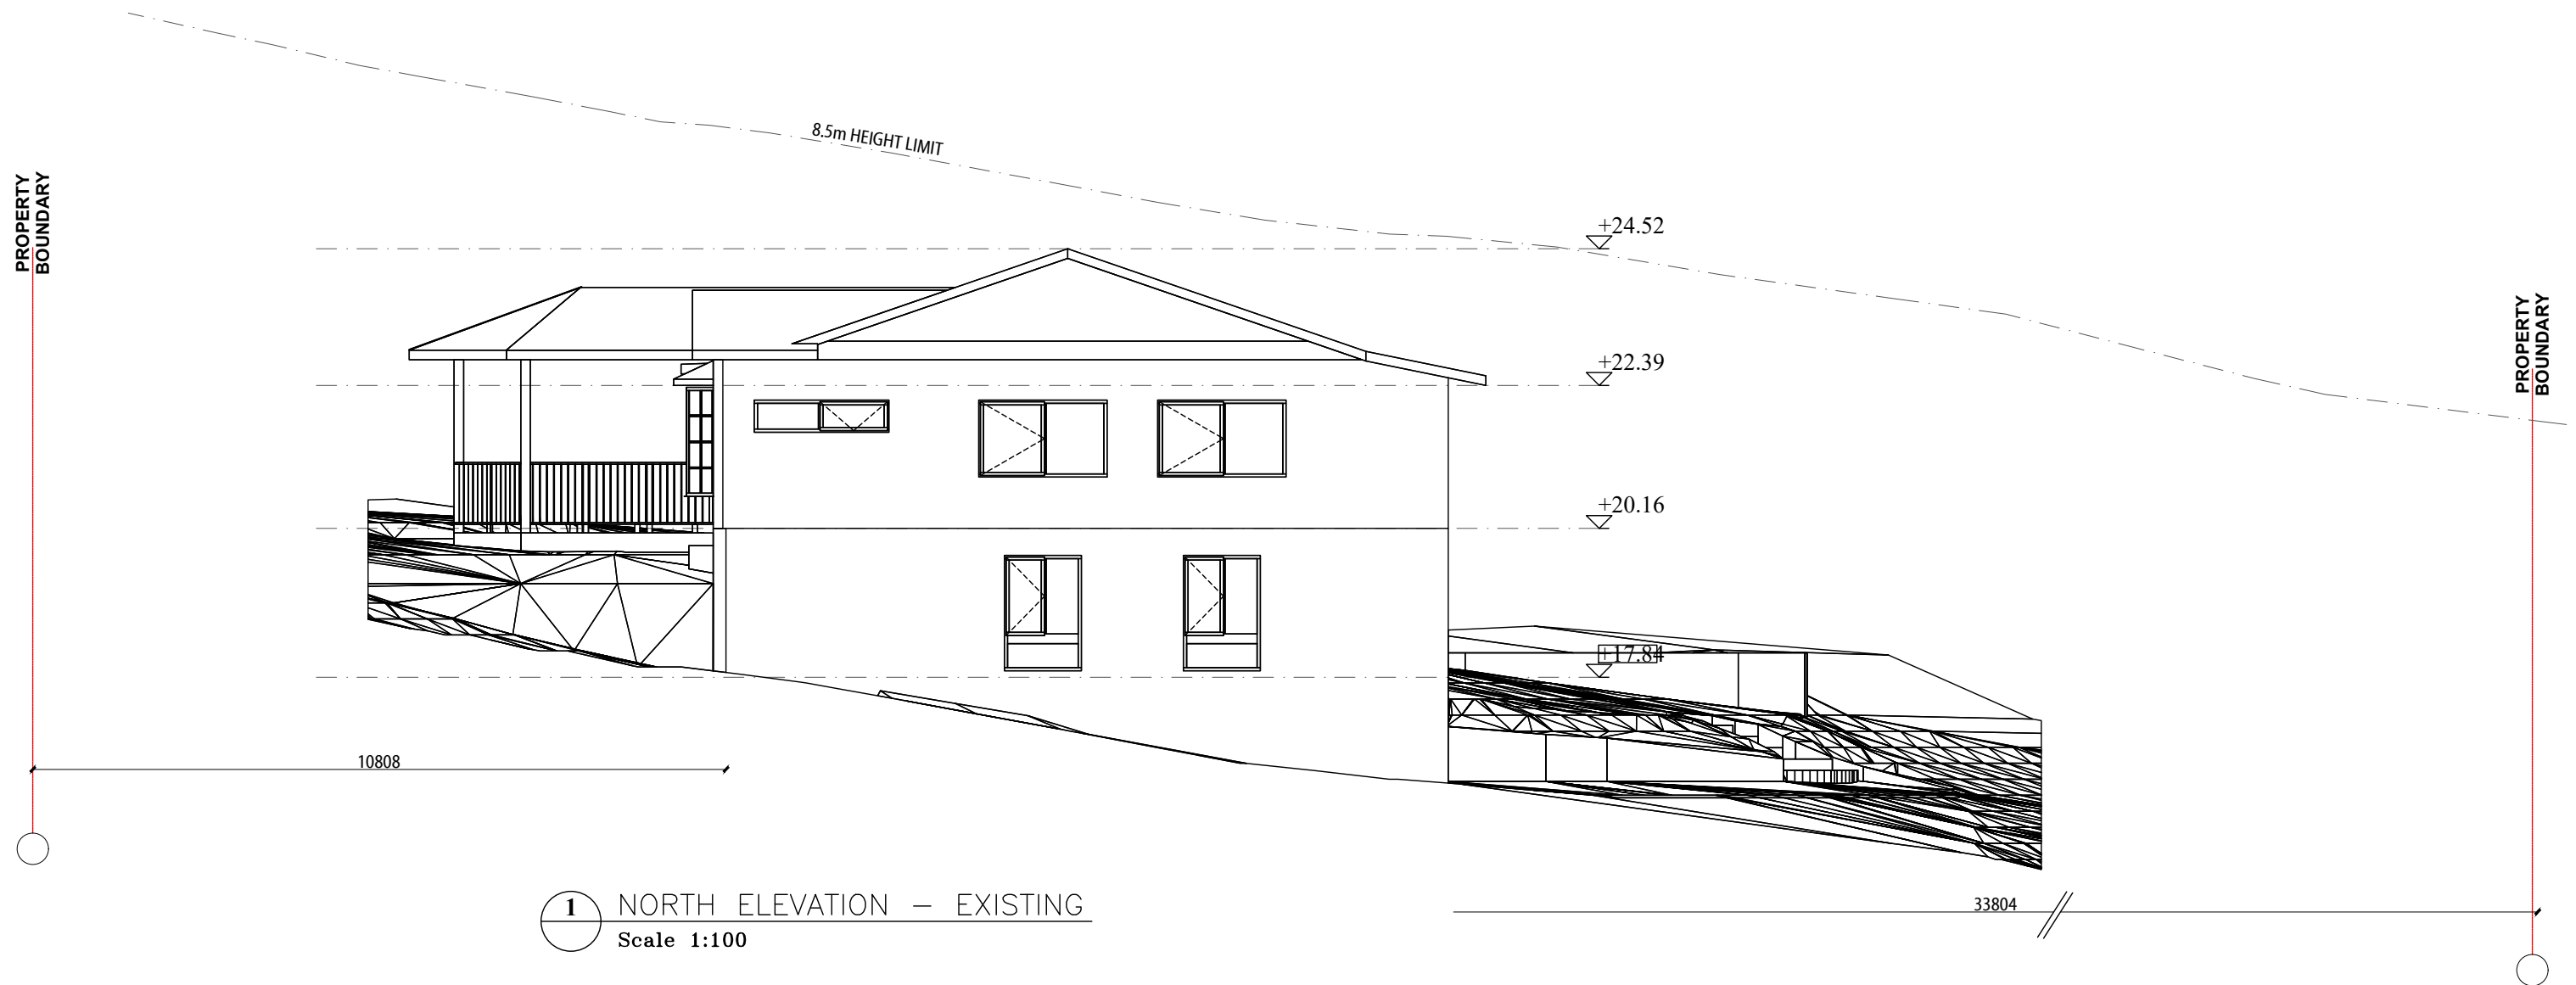 8.5m HEIGHT LIMIT
PROPERTY
BOUNDARY
+24.52
PROPERTY
BOUNDARY
+22.39
+20.16
+17.84
10808
33804
1 NORTH ELEVATION – EXISTING
Scale 1:100